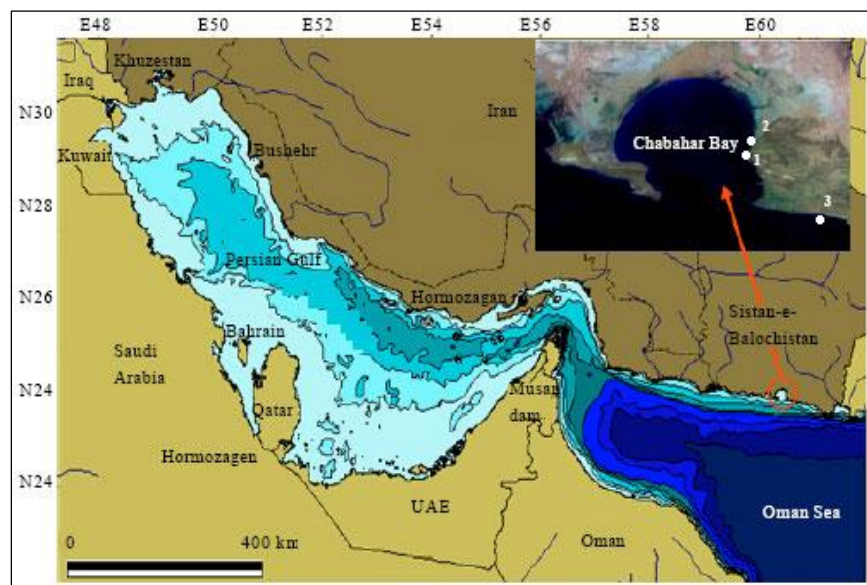 E48 E50 E52 E54 E56 E58 E60
Khuzestan
Iraq
N30
Iran
Kuwait
Bushehr
Chabahar Bay
2
1
3
N28
Persian Gulf
N26
Hormozagan
Sistan-e-
Balochistan
Bahrain
Saudi
Arabia
N24
Qatar
Musan
dam
Hormozagen
N24
UAE
Oman
Oman Sea
0 400 km